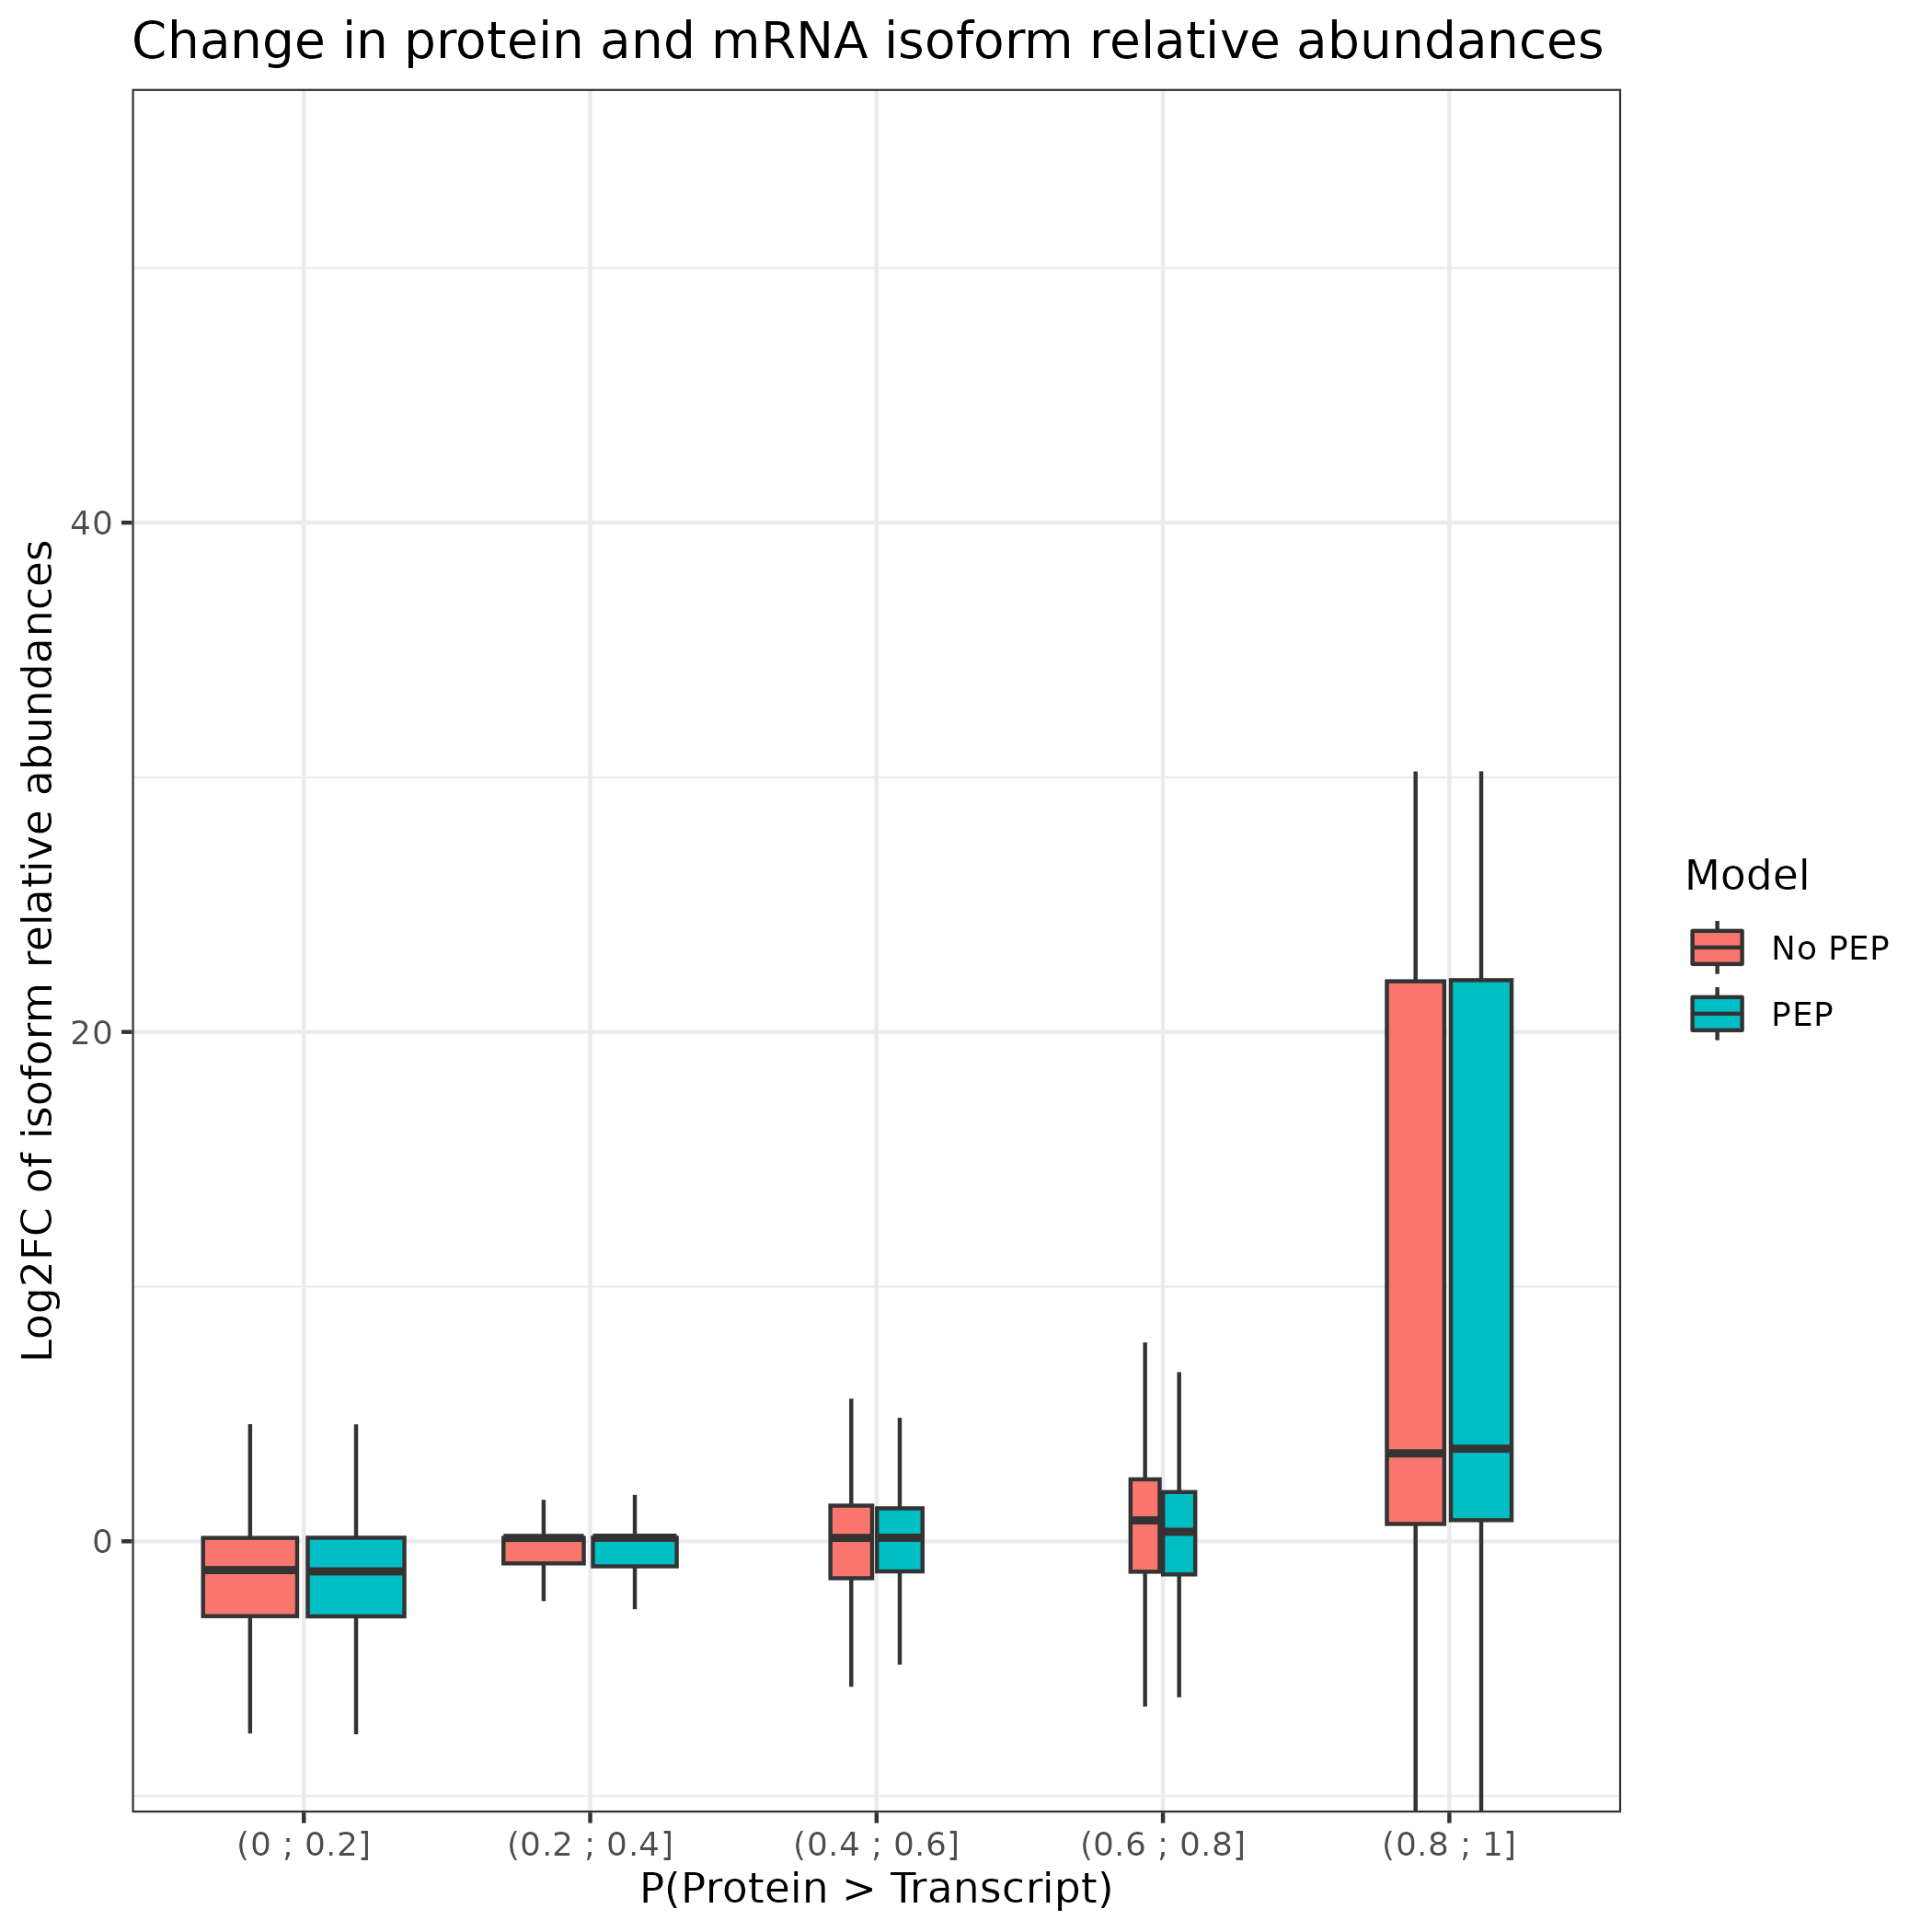 Change in protein and mRNA isoform relative abundances
Log2FC of isoform relative abundances
40
20
0
(0 ; 0.2]
(0.2 ; 0.4]
(0.4 ; 0.6]
(0.6 ; 0.8]
(0.8 ; 1]
P(Protein > Transcript)
Model
No PEP
PEP